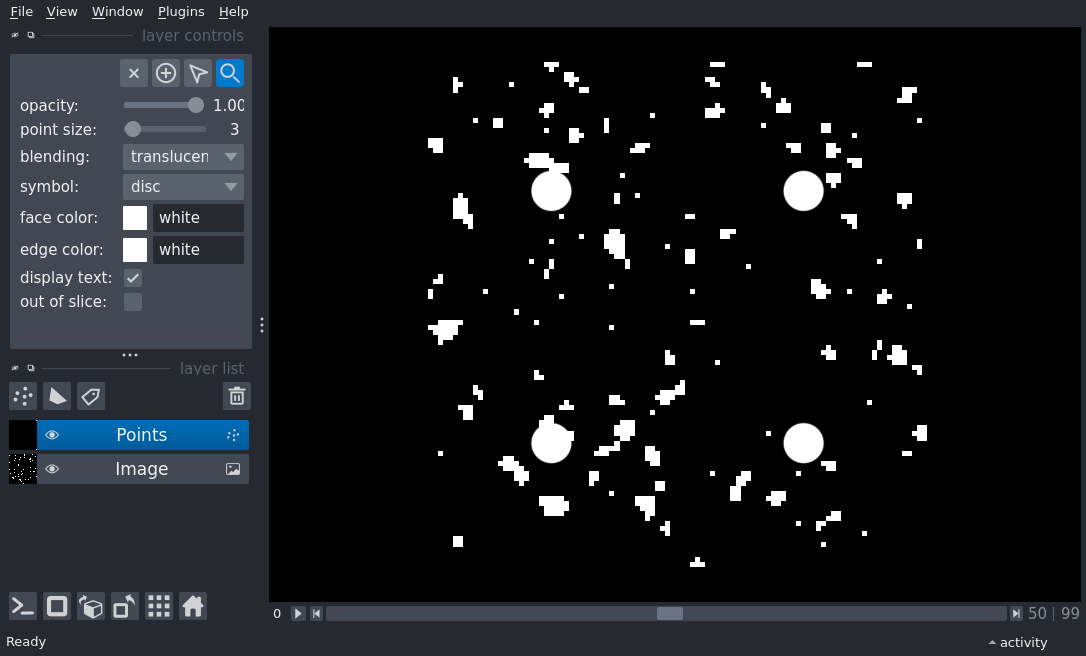 File View Window Plugins Help
layer controls
opacity: 1.00
point size: 3
blending: translucen
symbol: disc
face color: white
edge color: white
display text:
out of slice:
layer list
Points
Image
0 50 | 99
Ready activity